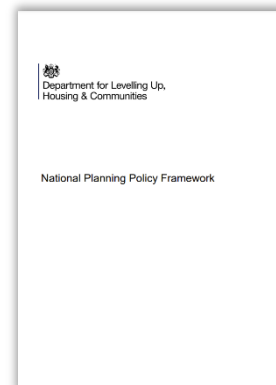 Department for Levelling Up,
Housing & Communities
National Planning Policy Framework